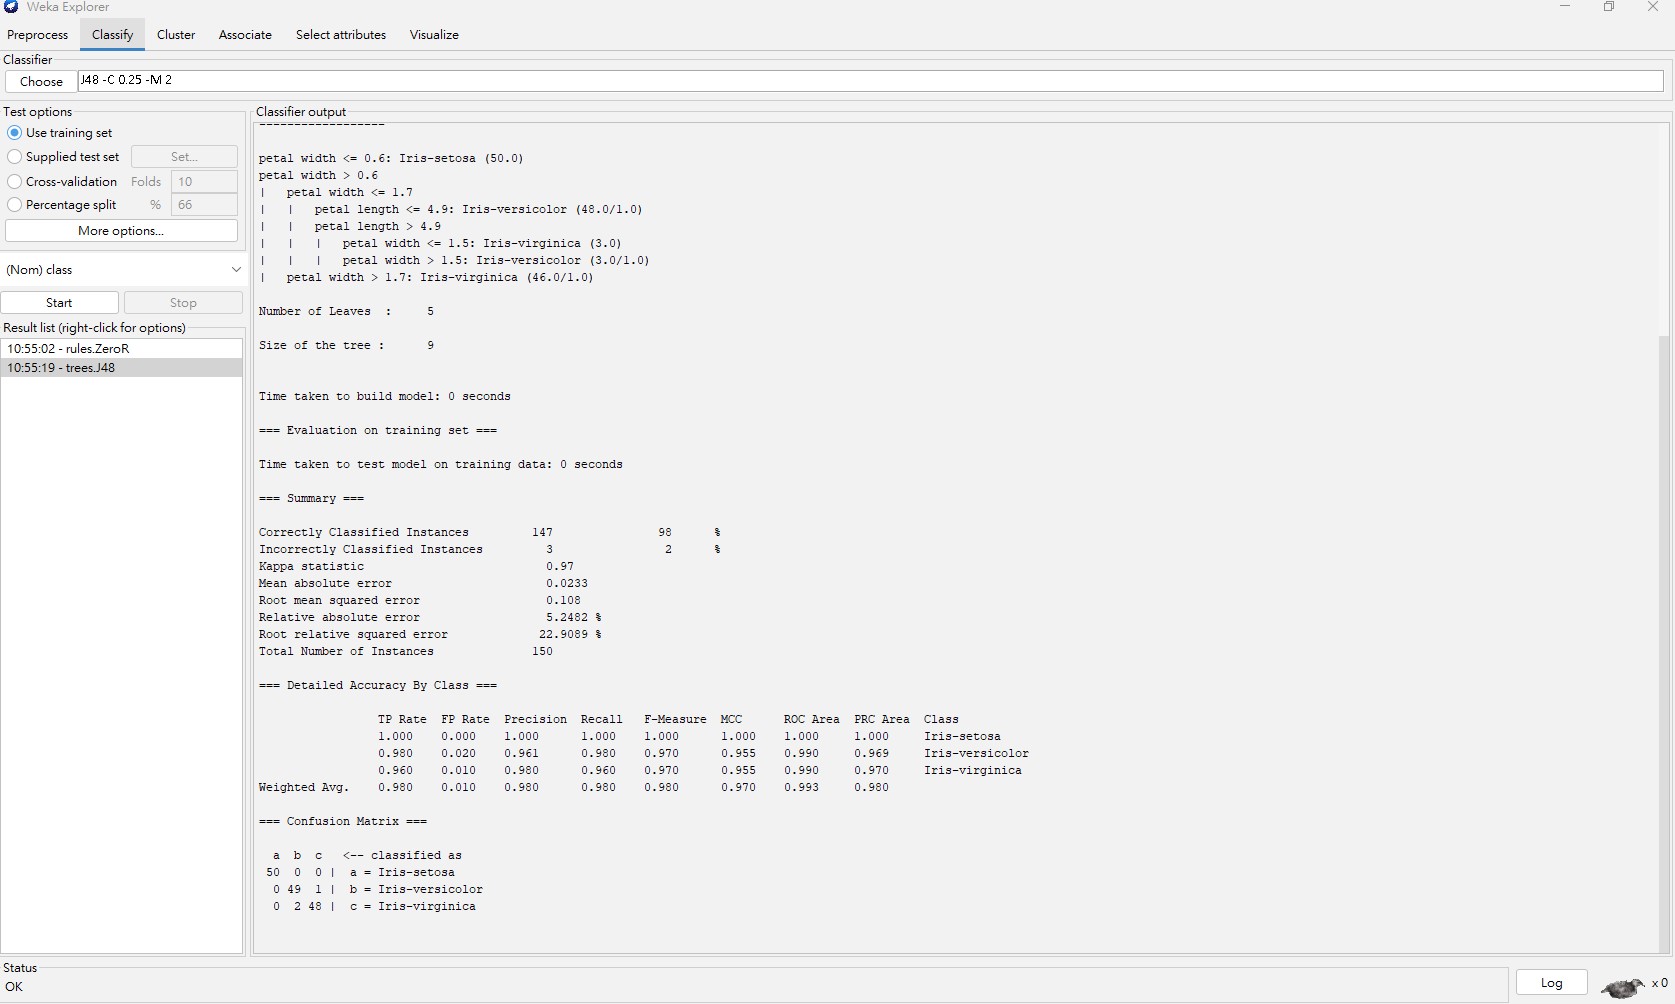 Weka Explorer
Preprocess Classify Cluster Associate Select attributes Visualize
Classifier
Choose J48 -C 0.25 -M 2
Test options
Use training set
Supplied test set Set...
Cross-validation Folds 10
Percentage split % 66
More options...
(Nom) class
Start Stop
Result list (right-click for options)
10:55:02 - rules.ZeroR
10:55:19 - trees.J48
Classifier output
------------------
petal width <= 0.6: Iris-setosa (50.0)
petal width > 0.6
|   petal width <= 1.7
|   |   petal length <= 4.9: Iris-versicolor (48.0/1.0)
|   |   petal length > 4.9
|   |   |   petal width <= 1.5: Iris-virginica (3.0)
|   |   |   petal width > 1.5: Iris-versicolor (3.0/1.0)
|   petal width > 1.7: Iris-virginica (46.0/1.0)
Number of Leaves  :     5
Size of the tree :      9
Time taken to build model: 0 seconds
=== Evaluation on training set ===
Time taken to test model on training data: 0 seconds
=== Summary ===
Correctly Classified Instances         147               98      %
Incorrectly Classified Instances         3                2      %
Kappa statistic                          0.97
Mean absolute error                      0.0233
Root mean squared error                  0.108
Relative absolute error                  5.2482 %
Root relative squared error             22.9089 %
Total Number of Instances              150
=== Detailed Accuracy By Class ===
                 TP Rate  FP Rate  Precision  Recall   F-Measure  MCC      ROC Area  PRC Area  Class
                 1.000    0.000    1.000      1.000    1.000      1.000    1.000     1.000     Iris-setosa
                 0.980    0.020    0.961      0.980    0.970      0.955    0.990     0.969     Iris-versicolor
                 0.960    0.010    0.980      0.960    0.970      0.955    0.990     0.970     Iris-virginica
Weighted Avg.    0.980    0.010    0.980      0.980    0.980      0.970    0.993     0.980
=== Confusion Matrix ===
  a  b  c   <-- classified as
 50  0  0 |  a = Iris-setosa
  0 49  1 |  b = Iris-versicolor
  0  2 48 |  c = Iris-virginica
Status
OK
Log
x 0